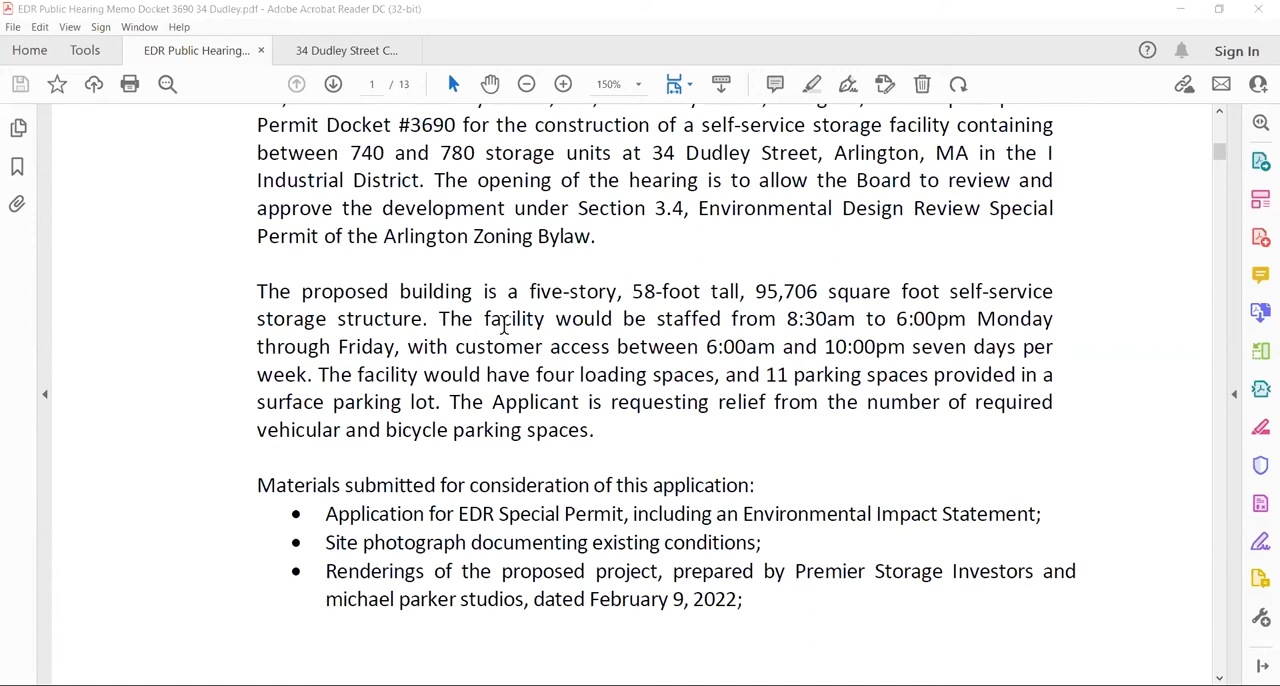 EDR Public Hearing Memo Docket 3690 34 Dudley.pdf - Adobe Acrobat Reader DC (32-bit)
File Edit View Sign Window Help
Home Tools EDR Public Hearing... × 34 Dudley Street C... Sign In
1 / 13 150%
Permit Docket #3690 for the construction of a self-service storage facility containing
between 740 and 780 storage units at 34 Dudley Street, Arlington, MA in the I
Industrial District. The opening of the hearing is to allow the Board to review and
approve the development under Section 3.4, Environmental Design Review Special
Permit of the Arlington Zoning Bylaw.
The proposed building is a five-story, 58-foot tall, 95,706 square foot self-service
storage structure. The facility would be staffed from 8:30am to 6:00pm Monday
through Friday, with customer access between 6:00am and 10:00pm seven days per
week. The facility would have four loading spaces, and 11 parking spaces provided in a
surface parking lot. The Applicant is requesting relief from the number of required
vehicular and bicycle parking spaces.
Materials submitted for consideration of this application:
• Application for EDR Special Permit, including an Environmental Impact Statement;
• Site photograph documenting existing conditions;
• Renderings of the proposed project, prepared by Premier Storage Investors and
michael parker studios, dated February 9, 2022;